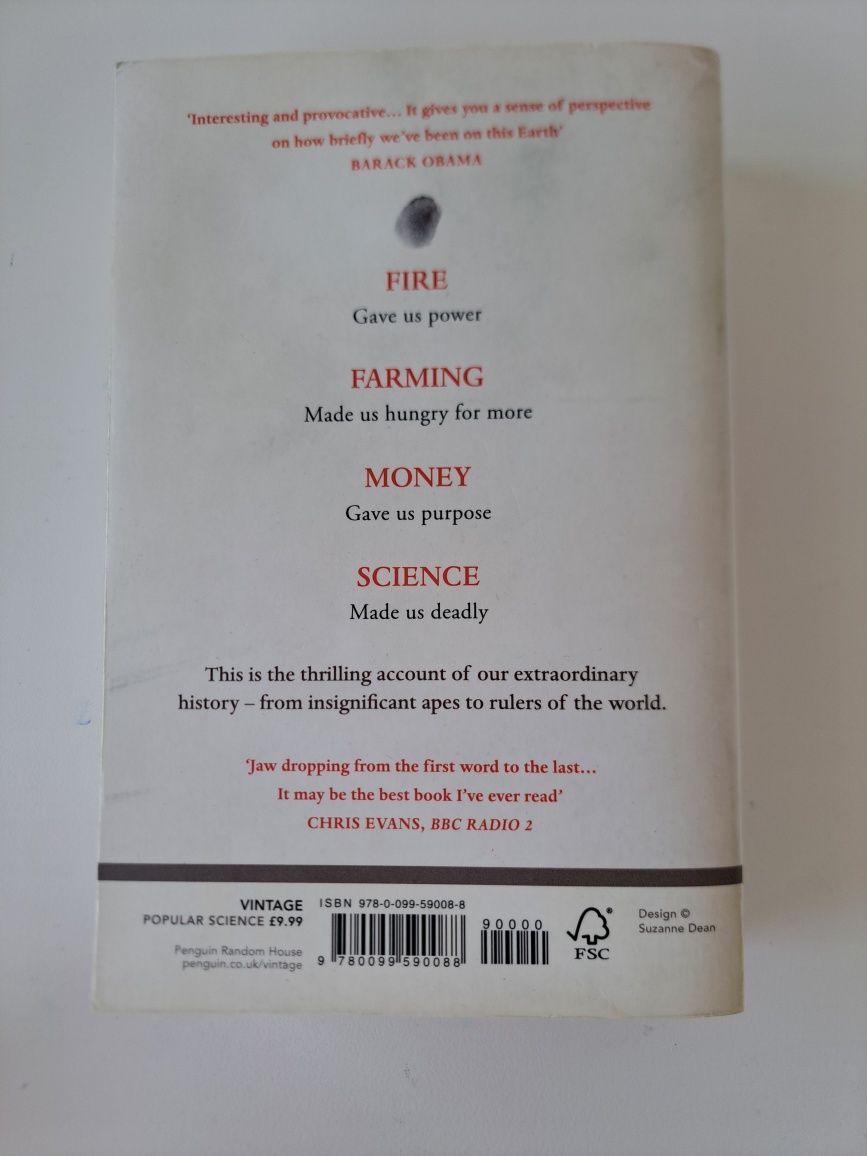 ‘Interesting and provocative... It gives you a sense of perspective
on how briefly we’ve been on this Earth’
BARACK OBAMA
FIRE
Gave us power
FARMING
Made us hungry for more
MONEY
Gave us purpose
SCIENCE
Made us deadly
This is the thrilling account of our extraordinary
history – from insignificant apes to rulers of the world.
‘Jaw dropping from the first word to the last...
It may be the best book I’ve ever read’
CHRIS EVANS, BBC RADIO 2
VINTAGE
POPULAR SCIENCE £9.99
Penguin Random House
penguin.co.uk/vintage
ISBN 978-0-099-59008-8
90000
9 780099 590088
FSC
®
Design ©
Suzanne Dean